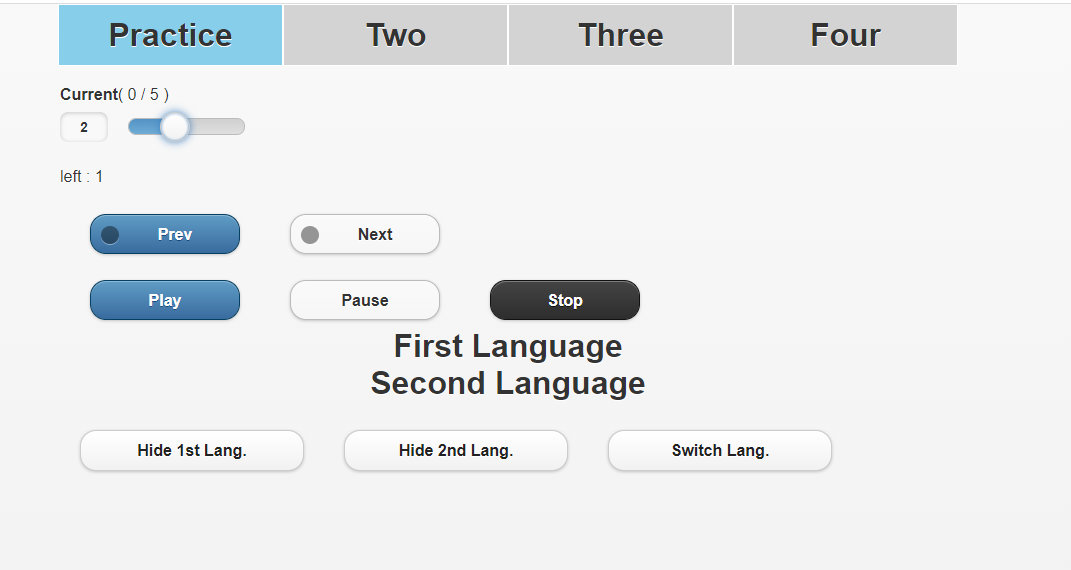 Practice Two Three Four
Current( 0 / 5 )
2
left : 1
Prev Next
Play Pause Stop
First Language
Second Language
Hide 1st Lang. Hide 2nd Lang. Switch Lang.